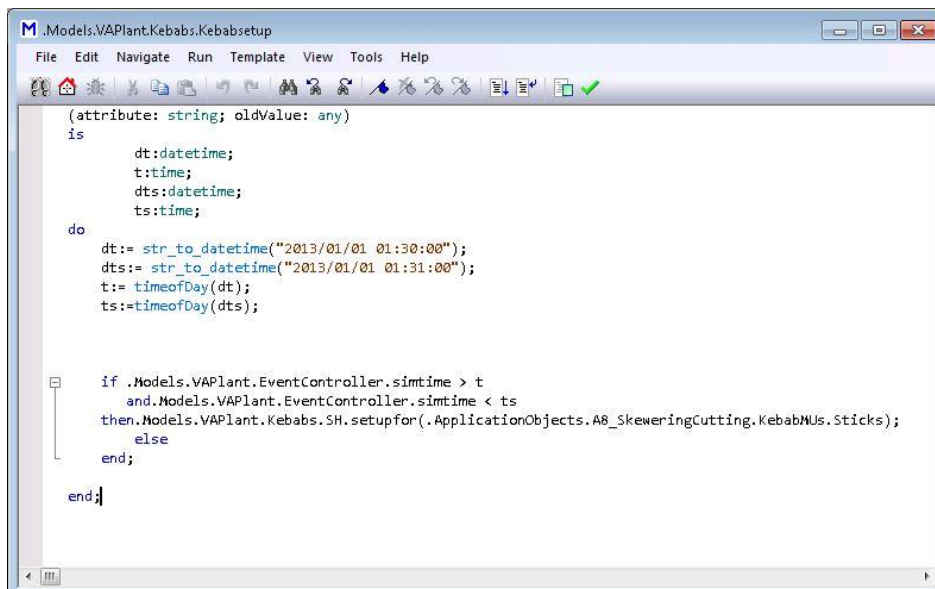 .Models.VAPlant.Kebabs.Kebabsetup
File Edit Navigate Run Template View Tools Help
(attribute: string; oldValue: any)
is
dt:datetime;
t:time;
dts:datetime;
ts:time;
do
dt:= str_to_datetime("2013/01/01 01:30:00");
dts:= str_to_datetime("2013/01/01 01:31:00");
t:= timeofDay(dt);
ts:=timeofDay(dts);
if .Models.VAPlant.EventController.simtime > t
and.Models.VAPlant.EventController.simtime < ts
then.Models.VAPlant.Kebabs.SH.setupfor(.ApplicationObjects.A8_SkeweringCutting.KebabMUs.Sticks);
else
end;
end;